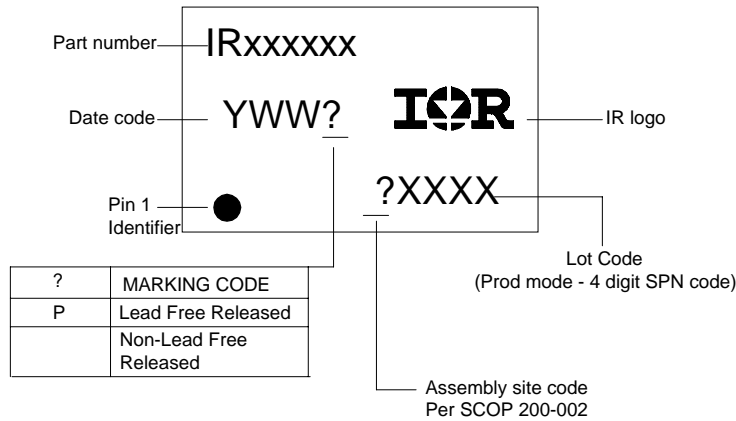 Part number
IRxxxxxx
Date code
YWW?
IOR
IR logo
?XXXX
Pin 1
Identifier
Lot Code
(Prod mode - 4 digit SPN code)
? MARKING CODE
P Lead Free Released
Non-Lead Free
Released
Assembly site code
Per SCOP 200-002